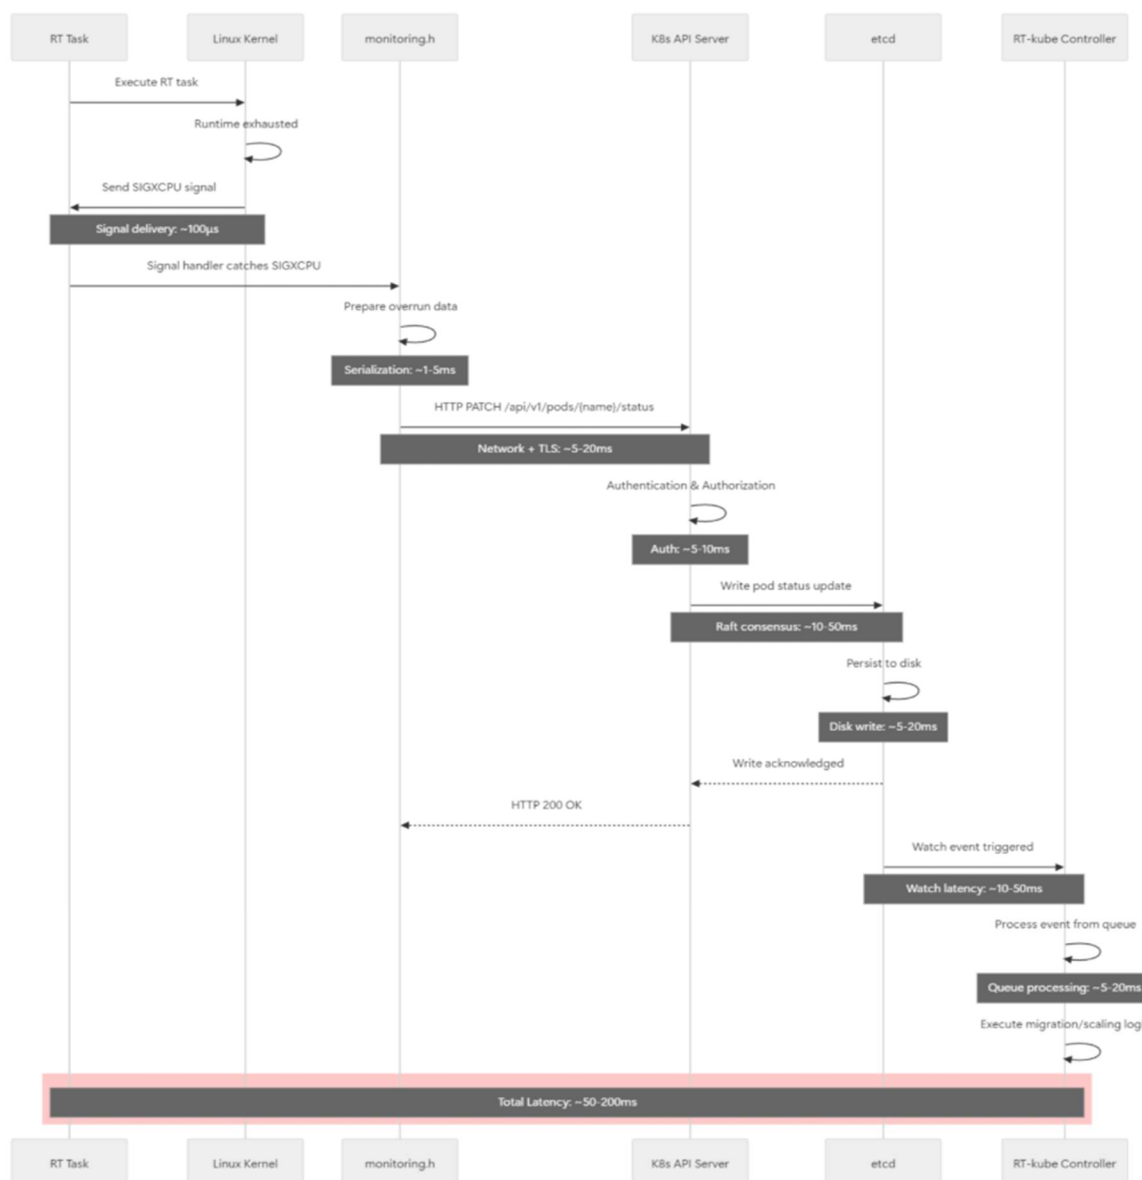 RT Task
Linux Kernel
monitoring.h
K8s API Server
etcd
RT-kube Controller
Execute RT task
Runtime exhausted
Send SIGXCPU signal
Signal delivery: ~100µs
Signal handler catches SIGXCPU
Prepare overrun data
Serialization: ~1-5ms
HTTP PATCH /api/v1/pods/{name}/status
Network + TLS: ~5-20ms
Authentication & Authorization
Auth: ~5-10ms
Write pod status update
Raft consensus: ~10-50ms
Persist to disk
Disk write: ~5-20ms
Write acknowledged
HTTP 200 OK
Watch event triggered
Watch latency: ~10-50ms
Process event from queue
Queue processing: ~5-20ms
Execute migration/scaling log
Total Latency: ~50-200ms
RT Task
Linux Kernel
monitoring.h
K8s API Server
etcd
RT-kube Controller